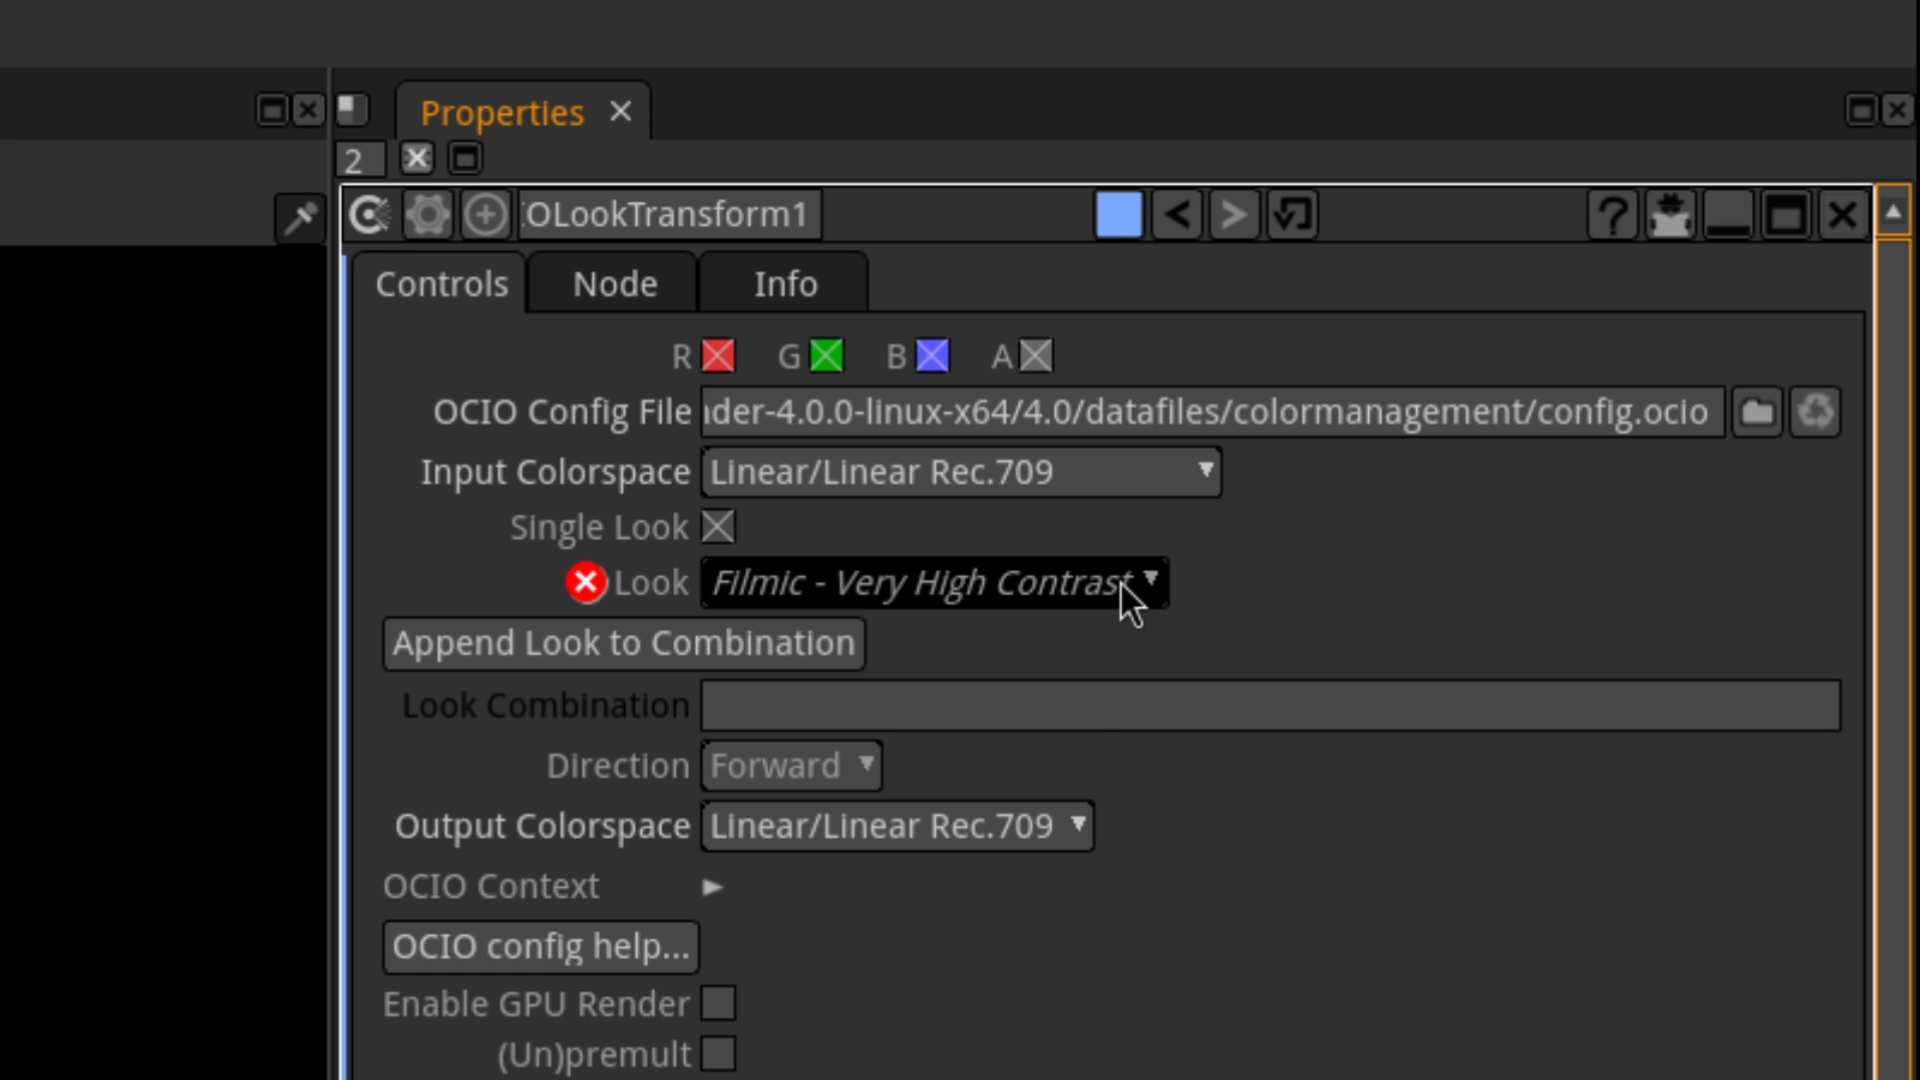 Properties
2
:OLookTransform1
Controls Node Info
R G B A
OCIO Config File ıder-4.0.0-linux-x64/4.0/datafiles/colormanagement/config.ocio
Input Colorspace Linear/Linear Rec.709
Single Look
Look Filmic - Very High Contrast
Append Look to Combination
Look Combination
Direction Forward
Output Colorspace Linear/Linear Rec.709
OCIO Context
OCIO config help...
Enable GPU Render
(Un)premult